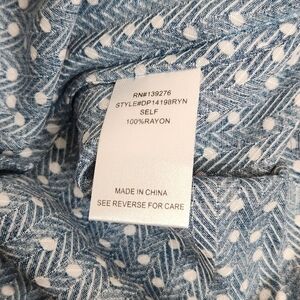 RN#139276
STYLE#DP14198RYN
SELF
100%RAYON
MADE IN CHINA
SEE REVERSE FOR CARE